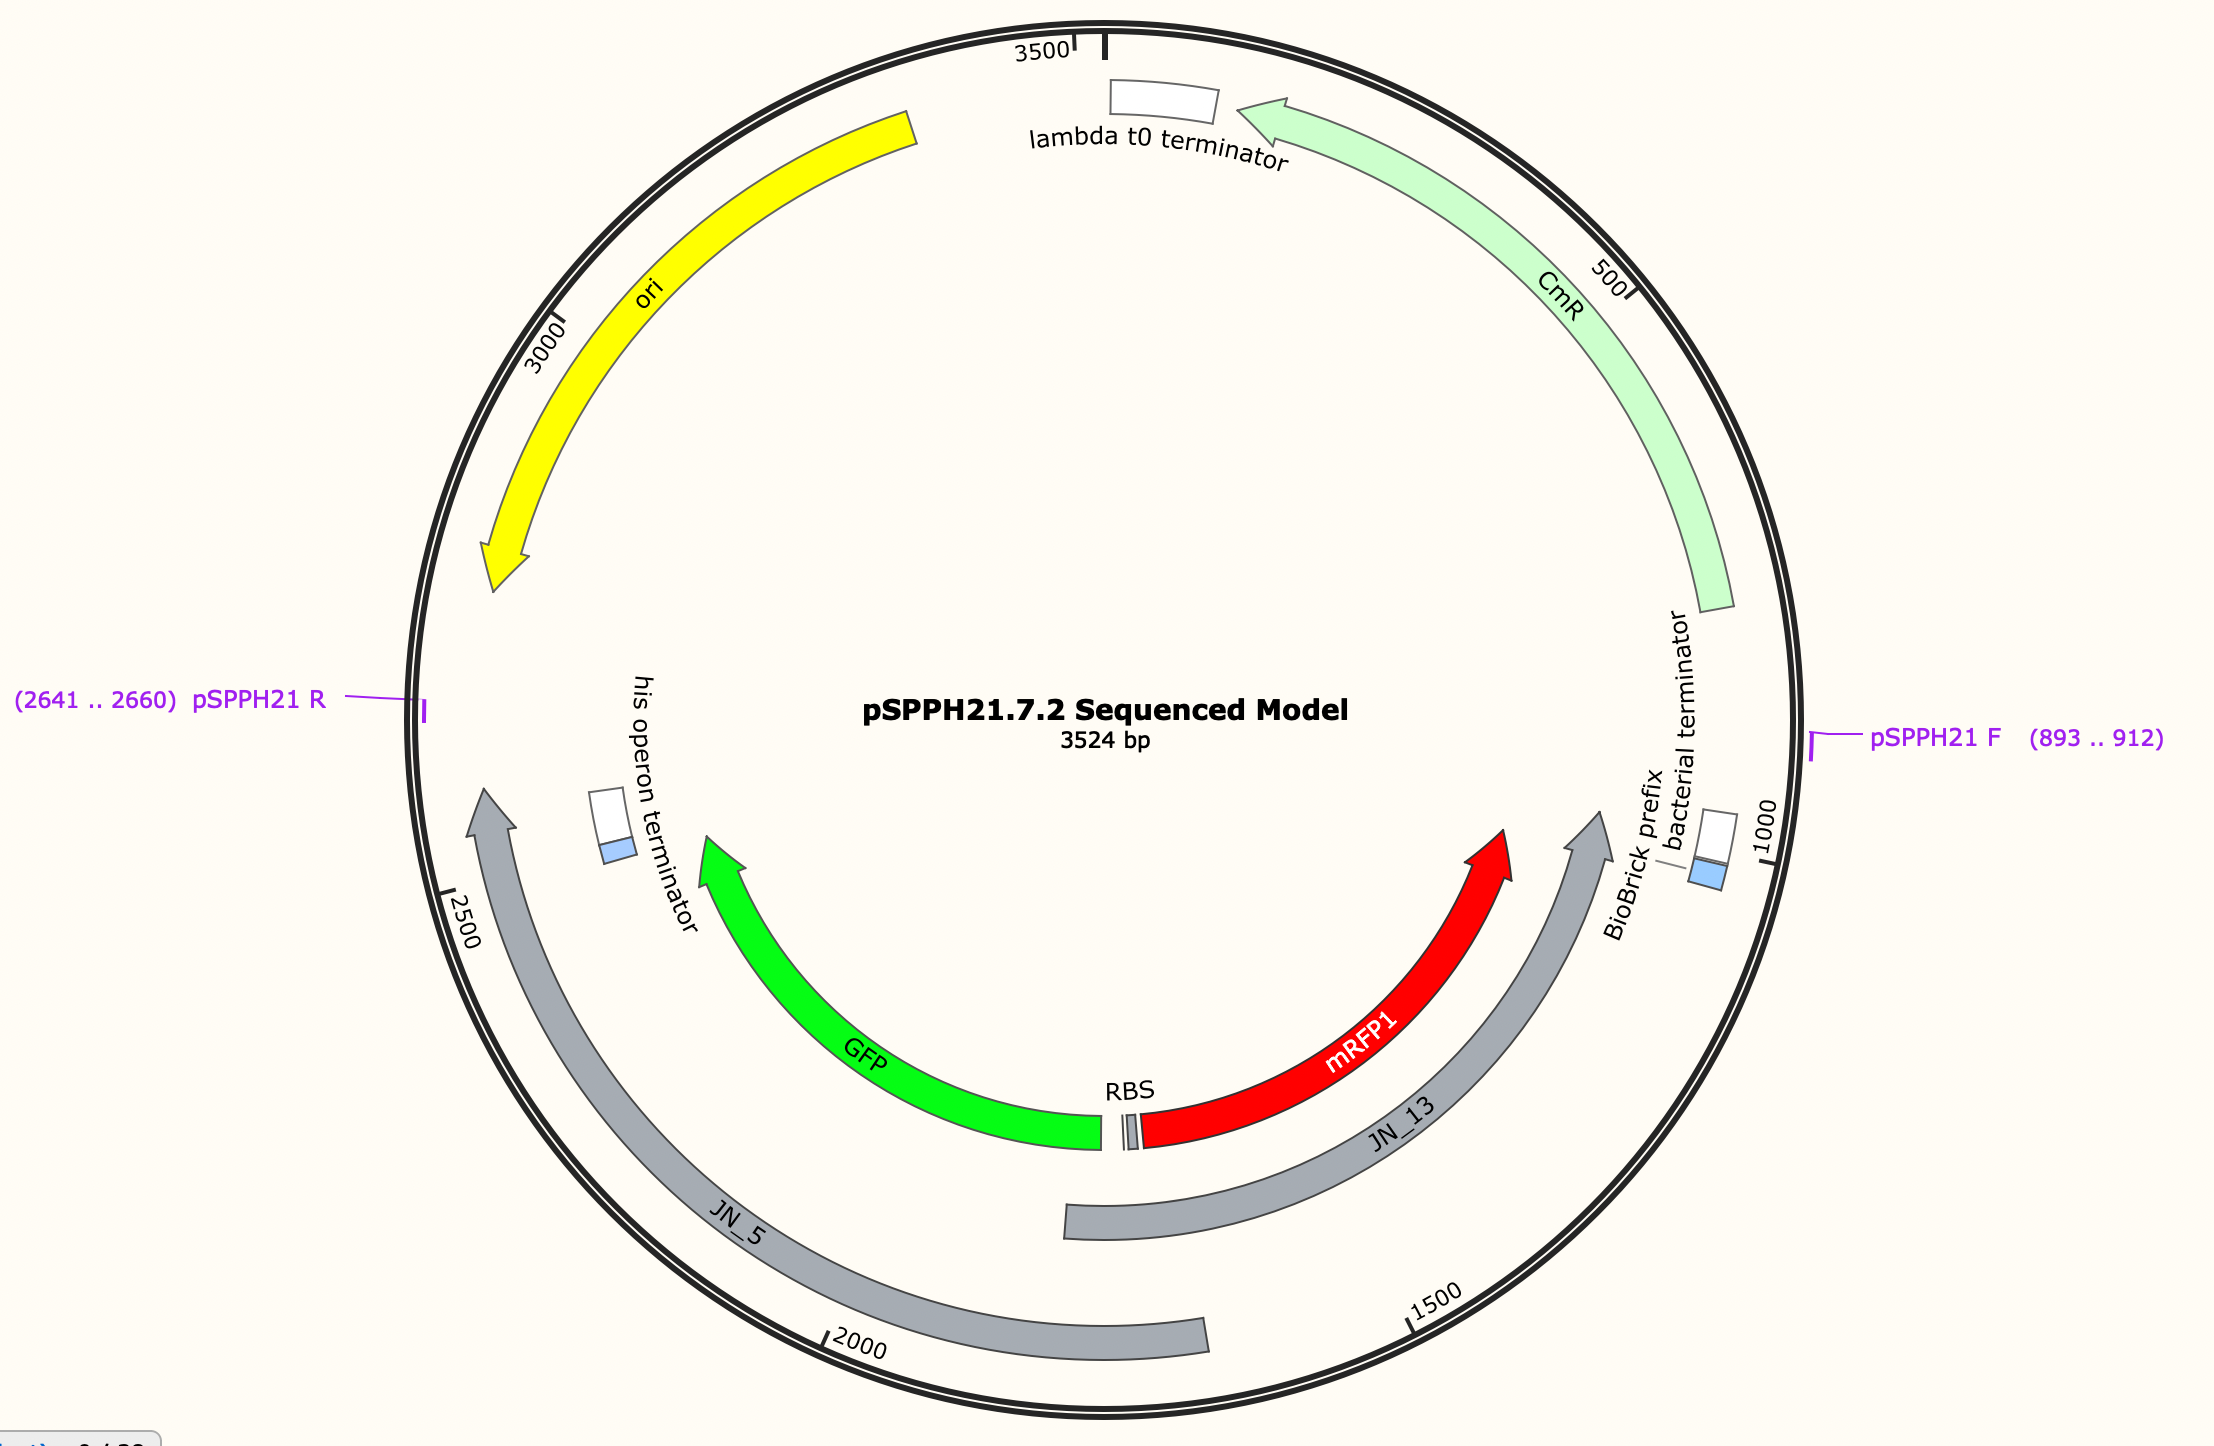 3500
lambda t0 terminator
CmR
500
ori
3000
bacterial terminator
his operon terminator
(2641 .. 2660) pSPPH21 R
pSPPH21.7.2 Sequenced Model
3524 bp
pSPPH21 F (893 .. 912)
BioBrick prefix
1000
2500
mRFP1
GFP
RBS
JN_13
JN_5
1500
2000